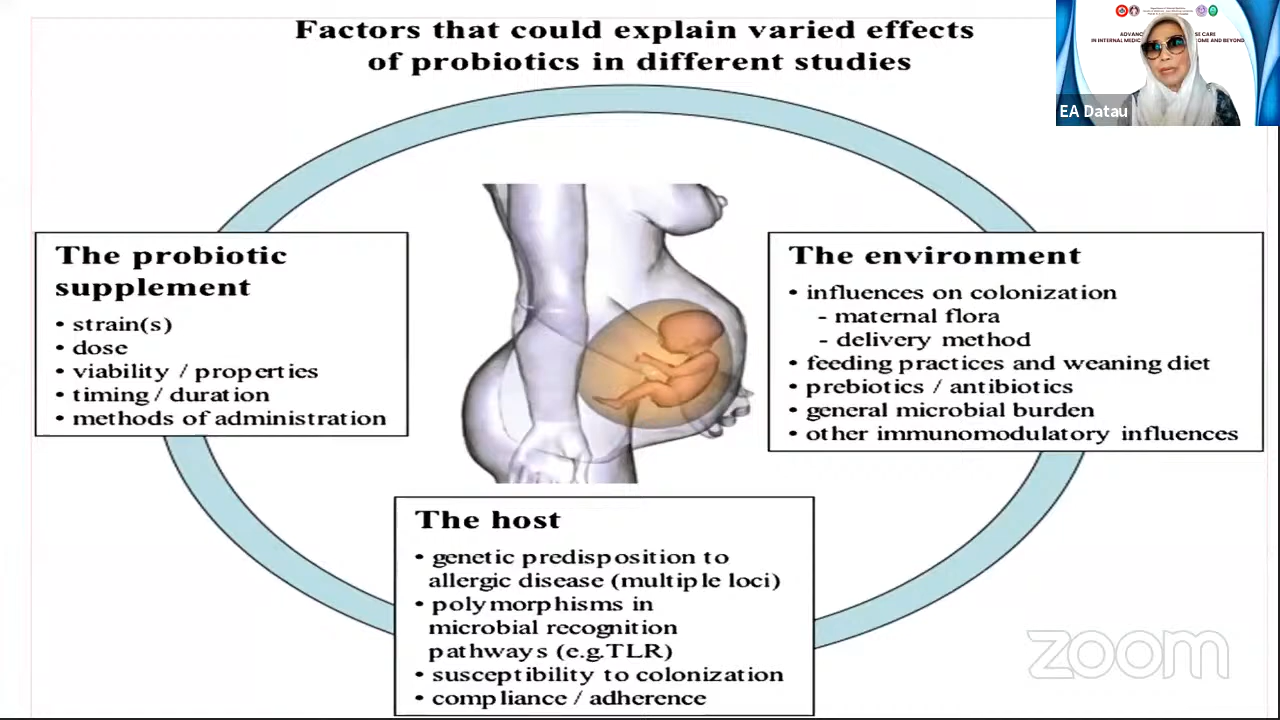 Factors that could explain varied effects
of probiotics in different studies
EA Datau
The probiotic
supplement
• strain(s)
• dose
• viability / properties
• timing / duration
• methods of administration
The environment
• influences on colonization
- maternal flora
- delivery method
• feeding practices and weaning diet
• prebiotics / antibiotics
• general microbial burden
• other immunomodulatory influences
The host
• genetic predisposition to
allergic disease (multiple loci)
• polymorphisms in
microbial recognition
pathways (e.g.TLR)
• susceptibility to colonization
• compliance / adherence
zoom